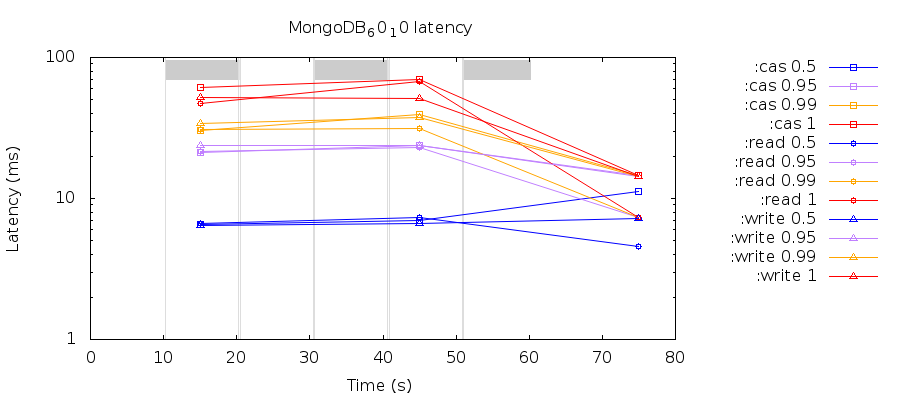 MongoDB₆0₁0 latency
100
10
1
Latency (ms)
0 10 20 30 40 50 60 70 80
Time (s)
:cas 0.5
:cas 0.95
:cas 0.99
:cas 1
:read 0.5
:read 0.95
:read 0.99
:read 1
:write 0.5
:write 0.95
:write 0.99
:write 1